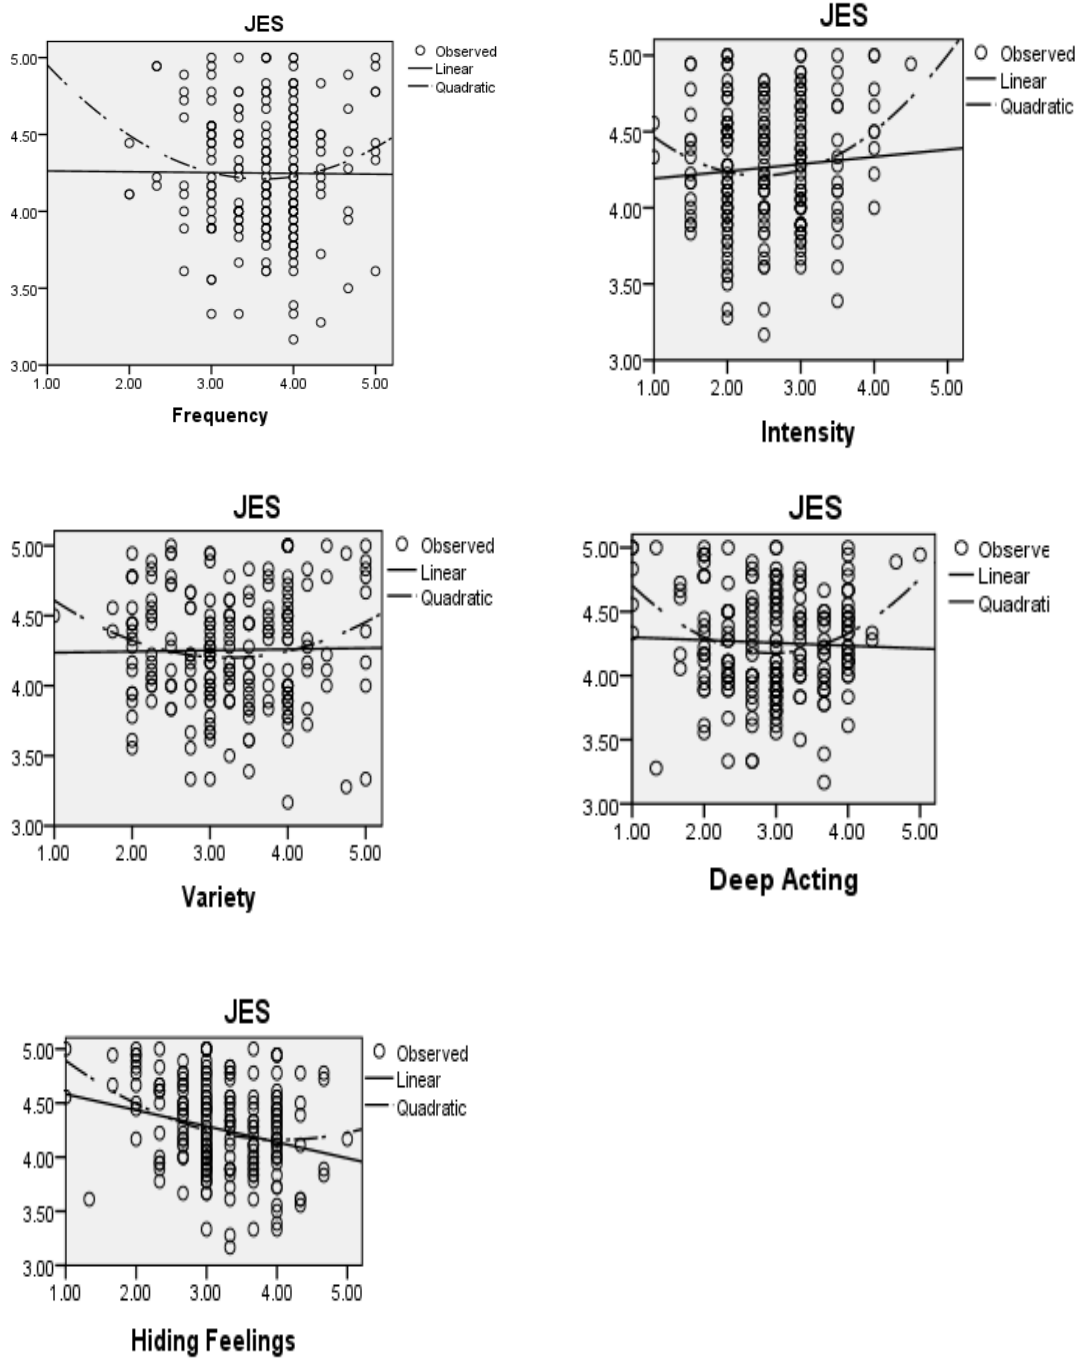 JES
5.00
4.50
4.00
3.50
3.00
1.00 2.00 3.00 4.00 5.00
Frequency
Observed
Linear
Quadratic
JES
5.00
4.50
4.00
3.50
3.00
1.00 2.00 3.00 4.00 5.00
Intensity
Observed
Linear
Quadratic
JES
5.00
4.50
4.00
3.50
3.00
1.00 2.00 3.00 4.00 5.00
Variety
Observed
Linear
Quadratic
JES
5.00
4.50
4.00
3.50
3.00
1.00 2.00 3.00 4.00 5.00
Deep Acting
Observe
Linear
Quadrati
JES
5.00
4.50
4.00
3.50
3.00
1.00 2.00 3.00 4.00 5.00
Hiding Feelings
Observed
Linear
Quadratic